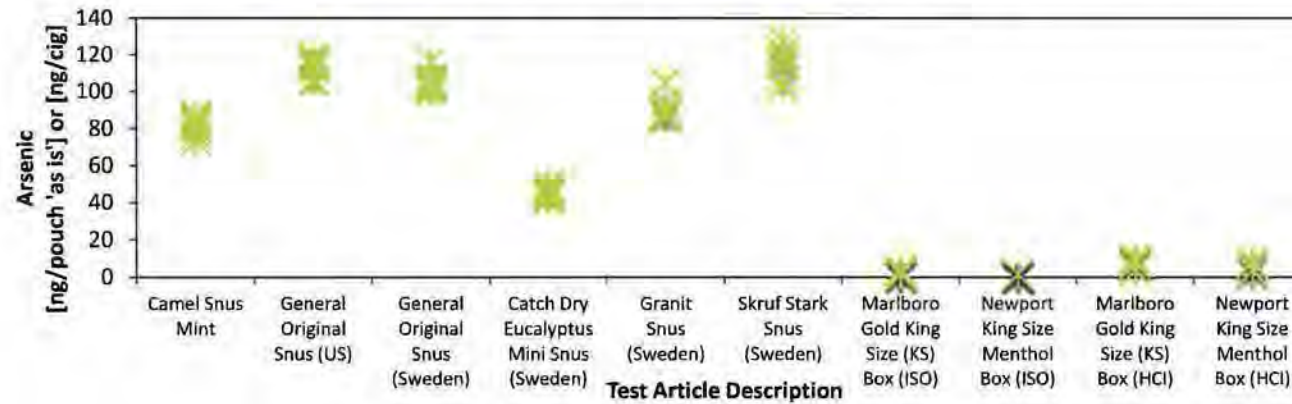 Arsenic
[ng/pouch 'as is'] or [ng/cig]
140
120
100
80
60
40
20
0
Camel Snus
Mint
General
Original
Snus (US)
General
Original
Snus
(Sweden)
Catch Dry
Eucalyptus
Mini Snus
(Sweden)
Granit
Snus
(Sweden)
Skruf Stark
Snus
(Sweden)
Marlboro
Gold King
Size (KS)
Box (ISO)
Newport
King Size
Menthol
Box (ISO)
Marlboro
Gold King
Size (KS)
Box (HCI)
Newport
King Size
Menthol
Box (HCI)
Test Article Description